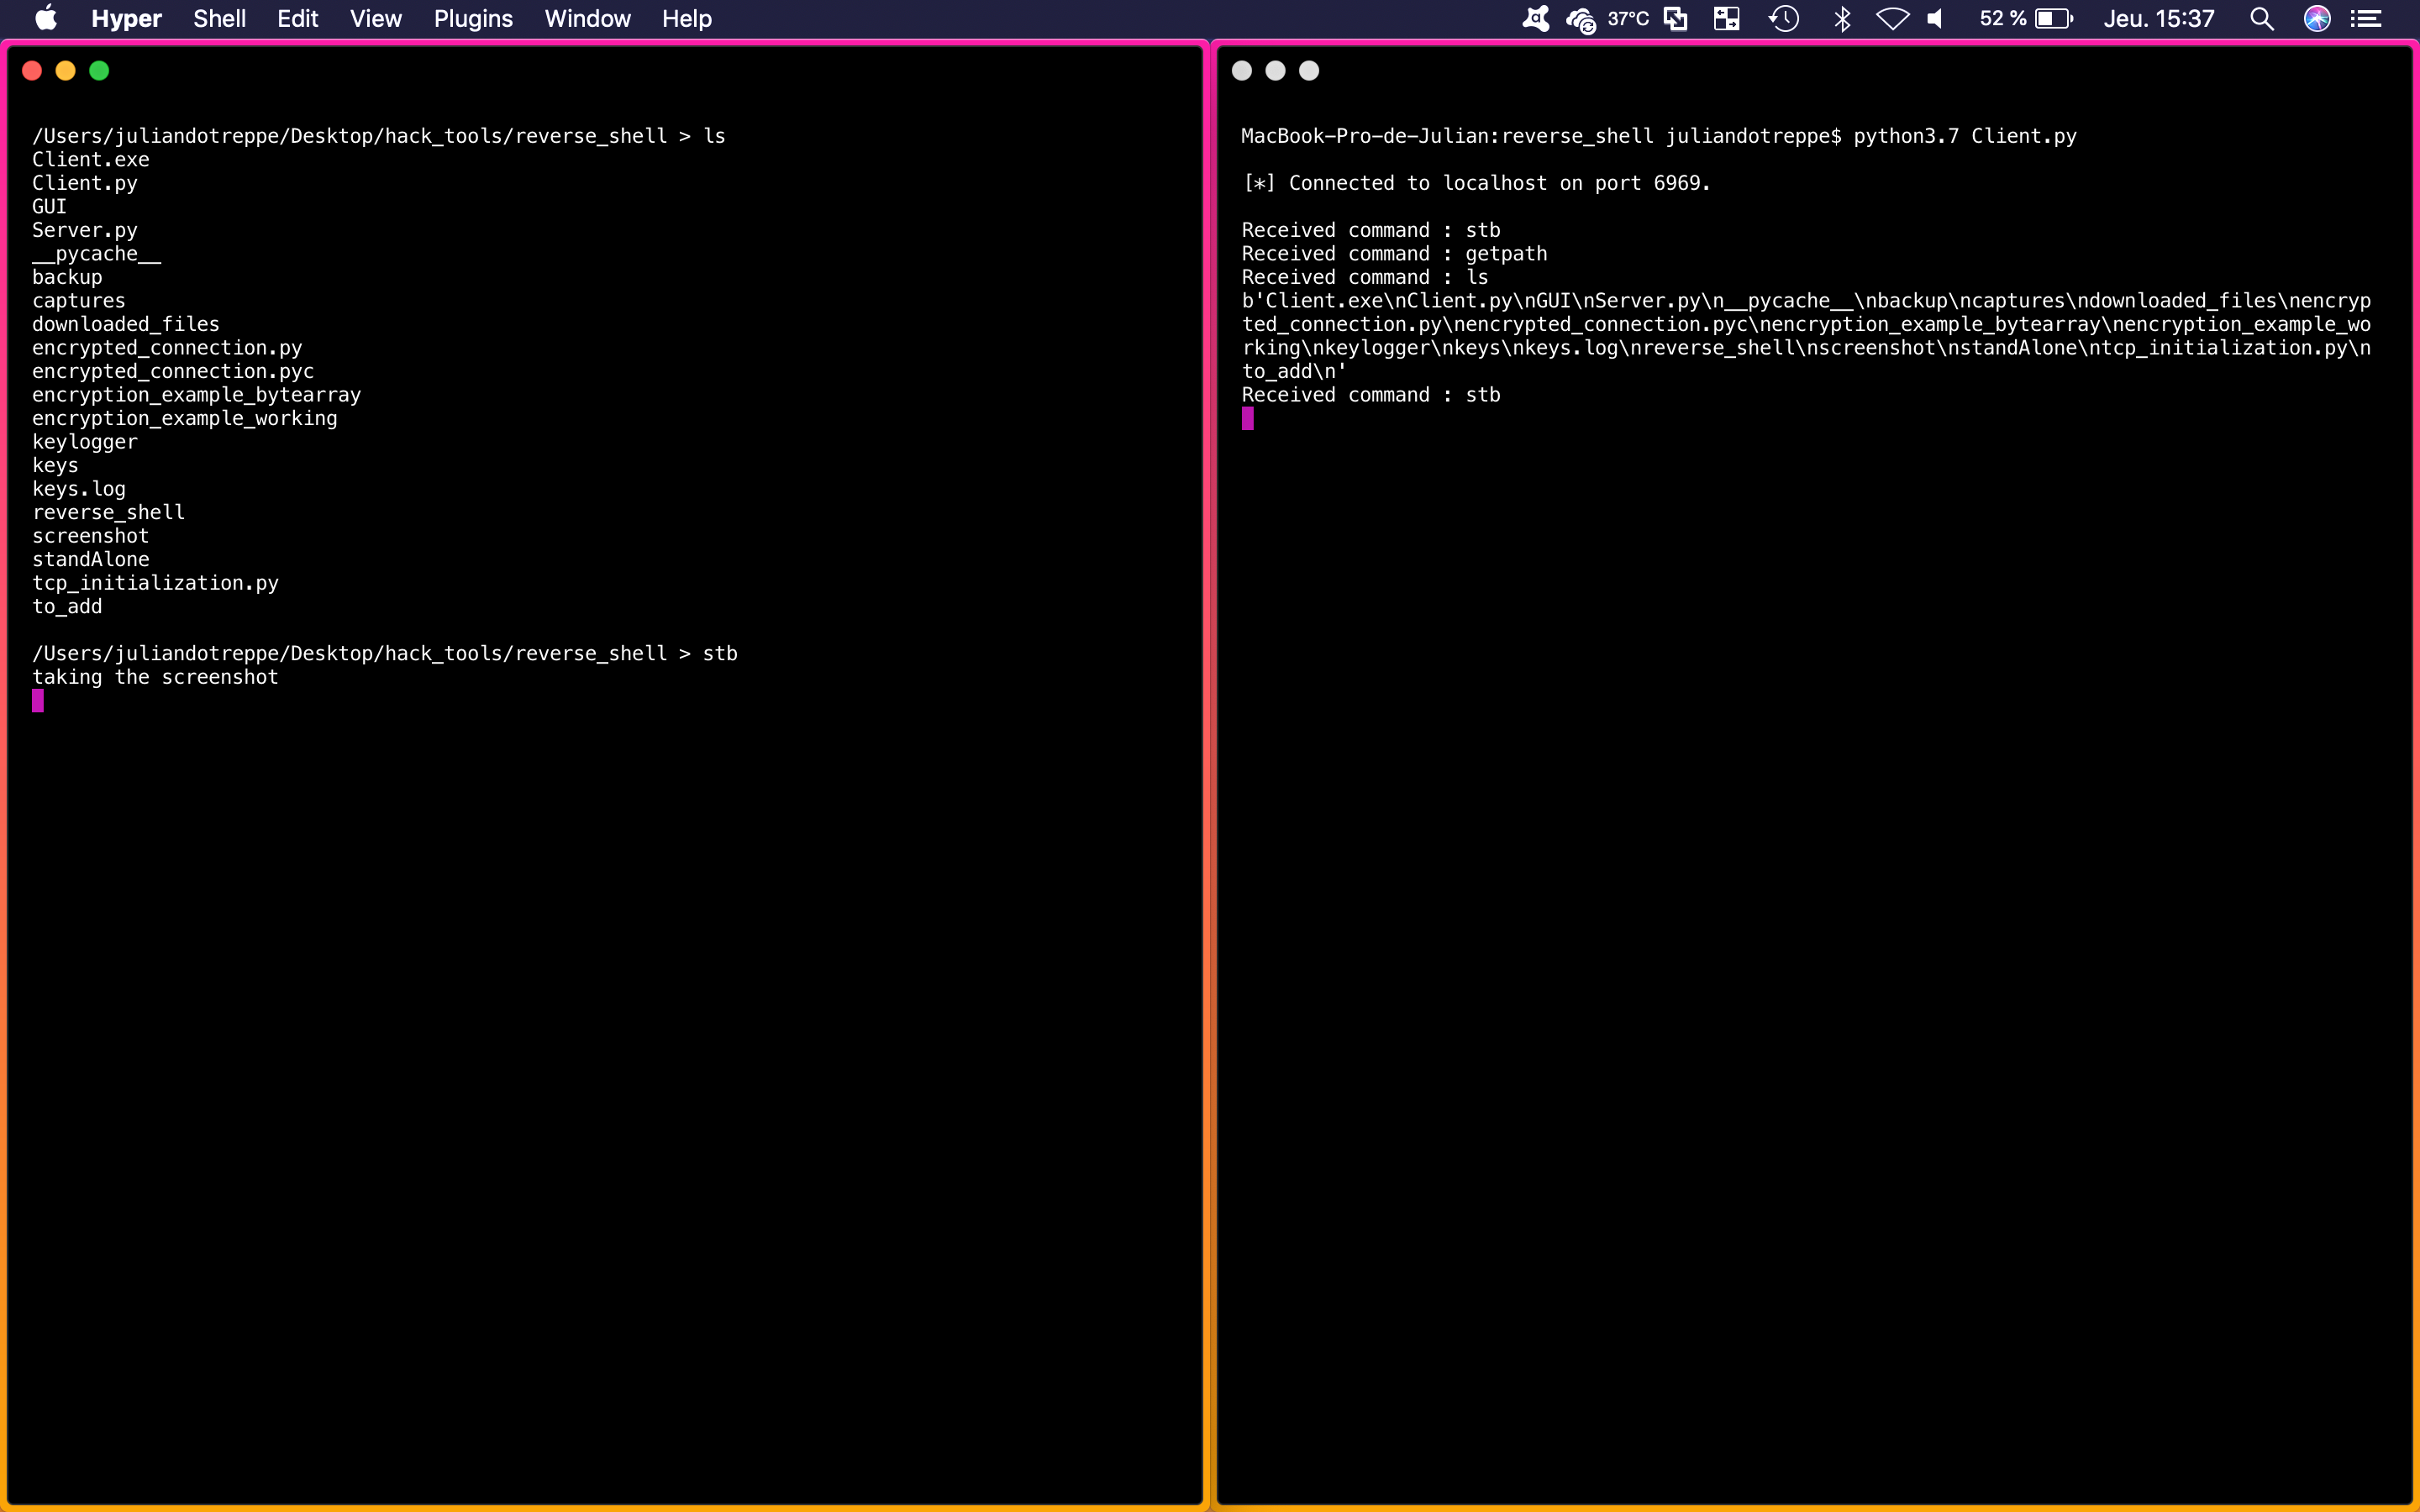 Hyper Shell Edit View Plugins Window Help 37°C 52 % Jeu. 15:37
/Users/juliandotreppe/Desktop/hack_tools/reverse_shell > ls
Client.exe
Client.py
GUI
Server.py
__pycache__
backup
captures
downloaded_files
encrypted_connection.py
encrypted_connection.pyc
encryption_example_bytearray
encryption_example_working
keylogger
keys
keys.log
reverse_shell
screenshot
standAlone
tcp_initialization.py
to_add
/Users/juliandotreppe/Desktop/hack_tools/reverse_shell > stb
taking the screenshot
MacBook-Pro-de-Julian:reverse_shell juliandotreppe$ python3.7 Client.py
[*] Connected to localhost on port 6969.
Received command : stb
Received command : getpath
Received command : ls
b'Client.exe\nClient.py\nGUI\nServer.py\n__pycache__\nbackup\ncaptures\ndownloaded_files\nencryp
ted_connection.py\nencrypted_connection.pyc\nencryption_example_bytearray\nencryption_example_wo
rking\nkeylogger\nkeys\nkeys.log\nreverse_shell\nscreenshot\nstandAlone\ntcp_initialization.py\n
to_add\n'
Received command : stb